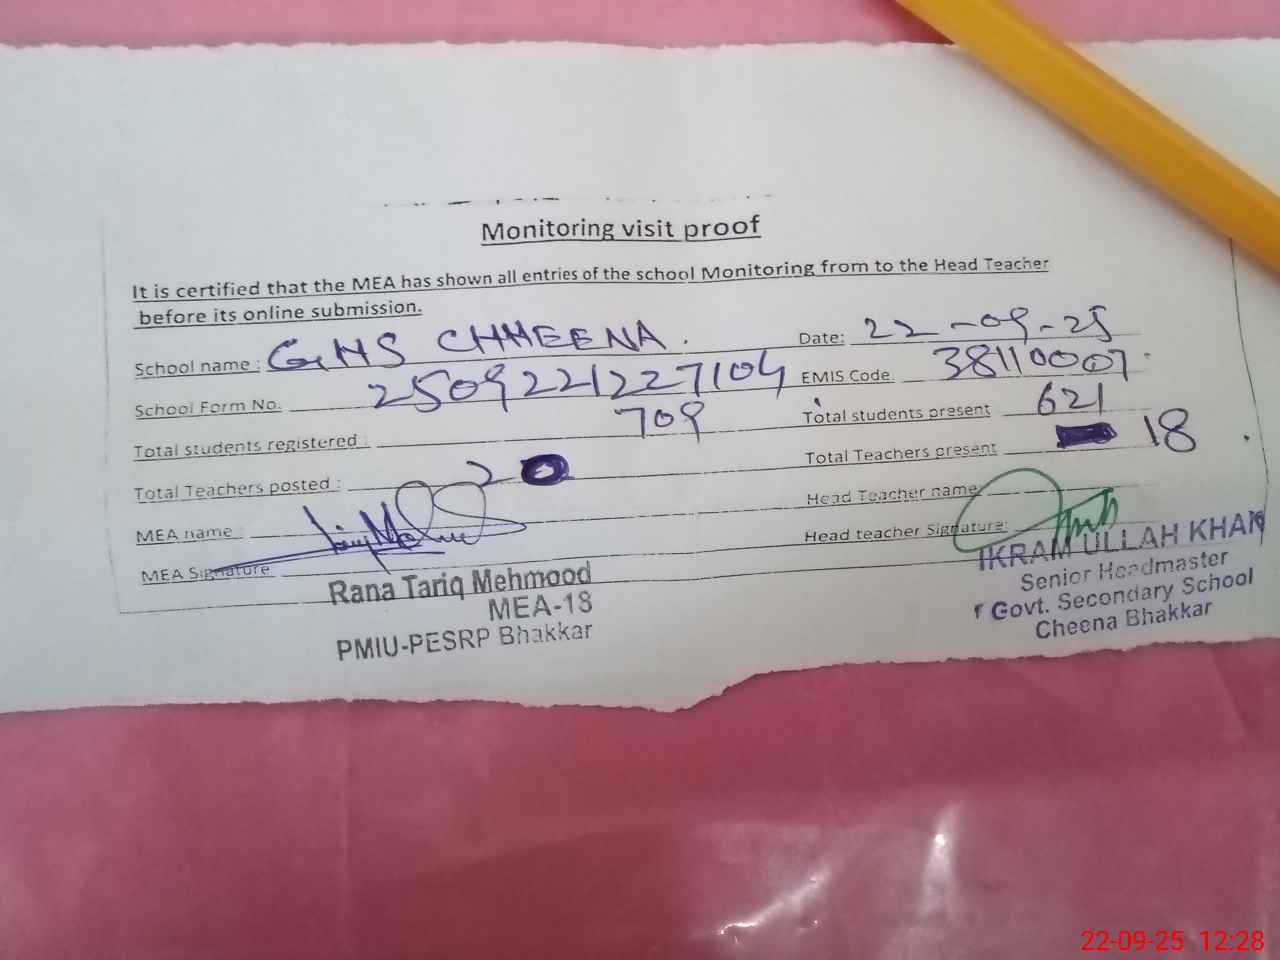 Monitoring visit proof
It is certified that the MEA has shown all entries of the school Monitoring from to the Head Teacher
before its online submission.
School name : GHS CHHEENA. Date: 22-09-25
School Form No. 2509221227104 EMIS Code. 38110007
Total students registered : 709 Total students present 621
Total Teachers posted : 20 Total Teachers present 18
MEA name Head Teacher name
MEA Signature Head teacher Signature:
Rana Tariq Mehmood
MEA-18
PMIU-PESRP Bhakkar
IKRAM ULLAH KHAN
Senior Headmaster
Govt. Secondary School
Cheena Bhakkar
22-09-25 12:28